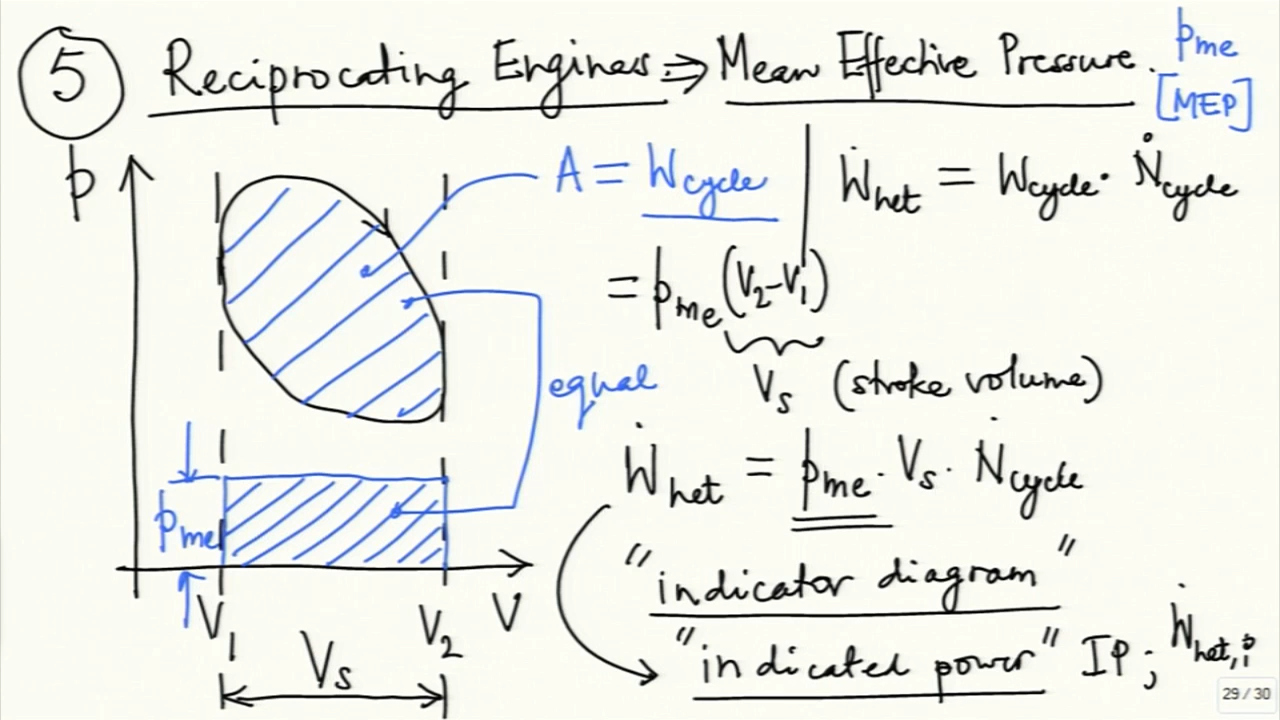 5 Reciprocating Engines ⇒ Mean Effective Pressure. pme
[MEP]
p
A = Wcycle
Ẇnet = Wcycle · Ṅcycle
= pme (V2-V1)
equal
Vs (stroke volume)
Ẇnet = pme · Vs · Ṅcycle
pme
"indicator diagram"
V1 V2 V
"indicated power" IP; Ẇnet,i
Vs
29 / 30